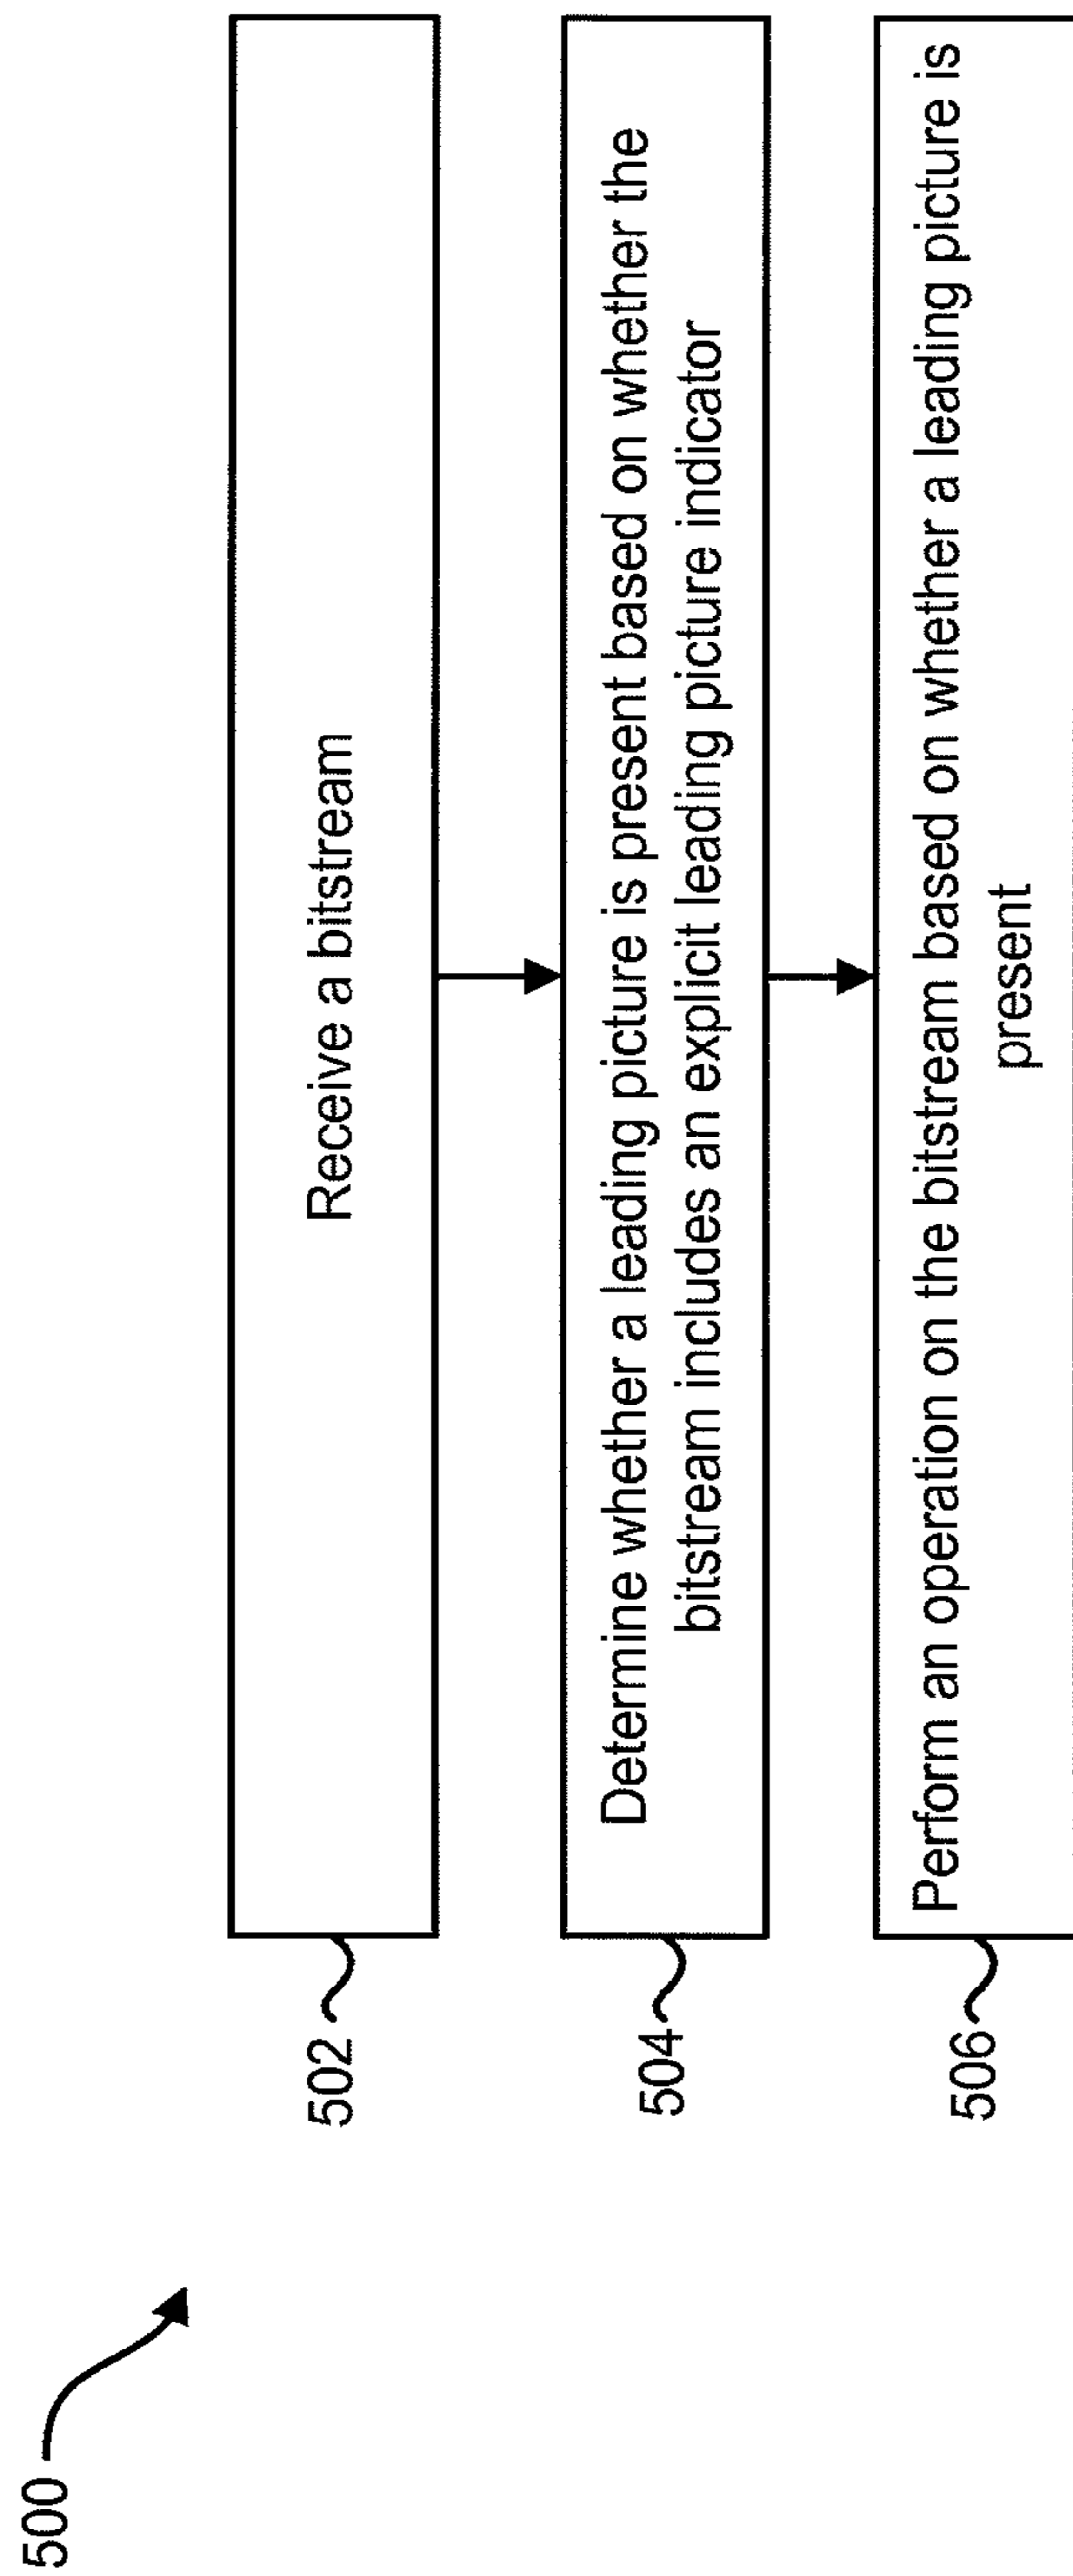 500
502
Receive a bitstream
504
Determine whether a leading picture is present based on whether the
bitstream includes an explicit leading picture indicator
506
Perform an operation on the bitstream based on whether a leading picture is
present